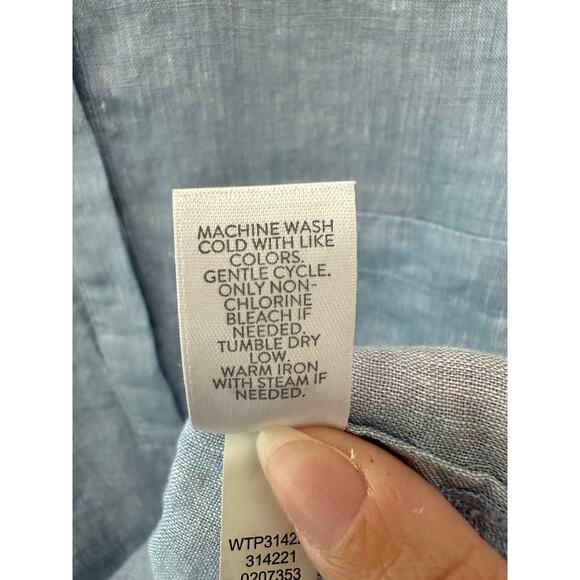 MACHINE WASH
COLD WITH LIKE
COLORS.
GENTLE CYCLE.
ONLY NON-
CHLORINE
BLEACH IF
NEEDED.
TUMBLE DRY
LOW.
WARM IRON
WITH STEAM IF
NEEDED.
314221
0207353